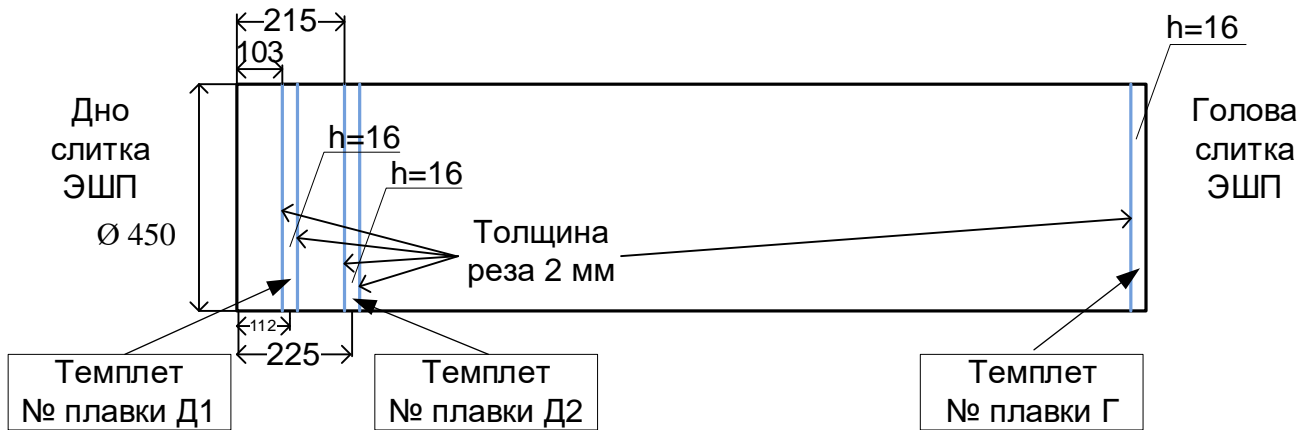 215
103
h=16
Дно
слитка
ЭШП
Ø 450
h=16
h=16
Толщина
реза 2 мм
Голова
слитка
ЭШП
112
225
Темплет
№ плавки Д1
Темплет
№ плавки Д2
Темплет
№ плавки Г